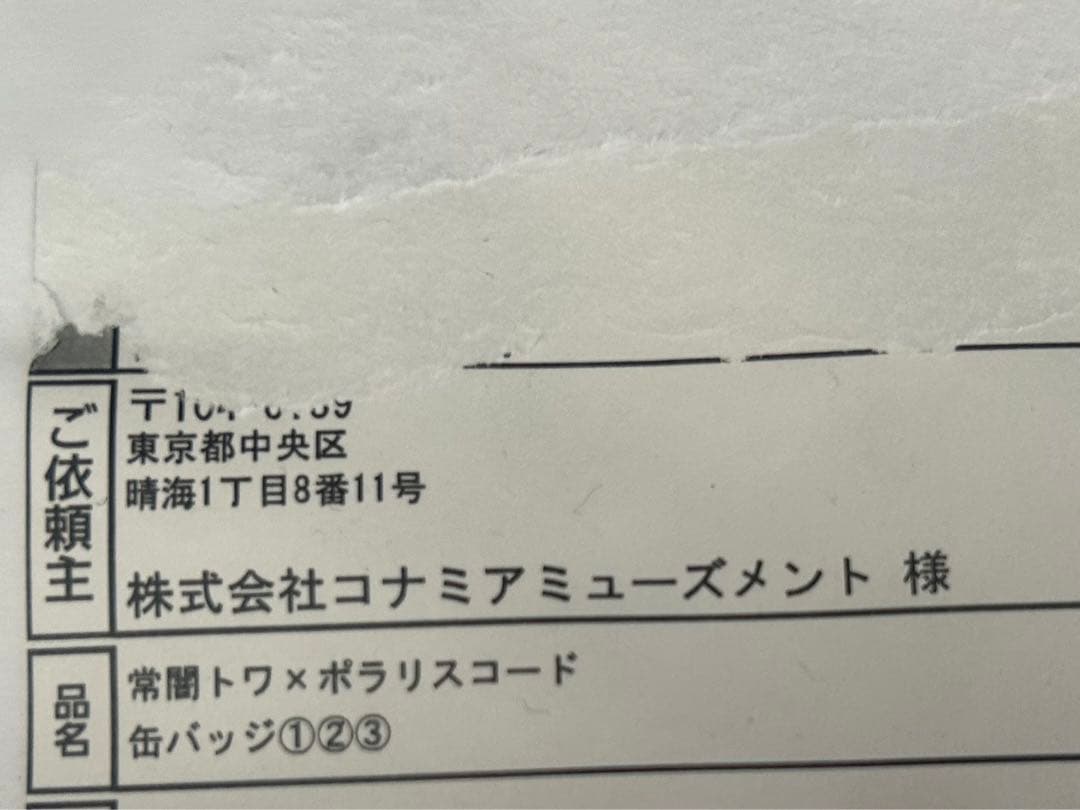 ご依頼主
東京都中央区
晴海1丁目8番11号
株式会社コナミアミューズメント 様
品名
常闇トワ×ポラリスコード
缶バッジ①②③